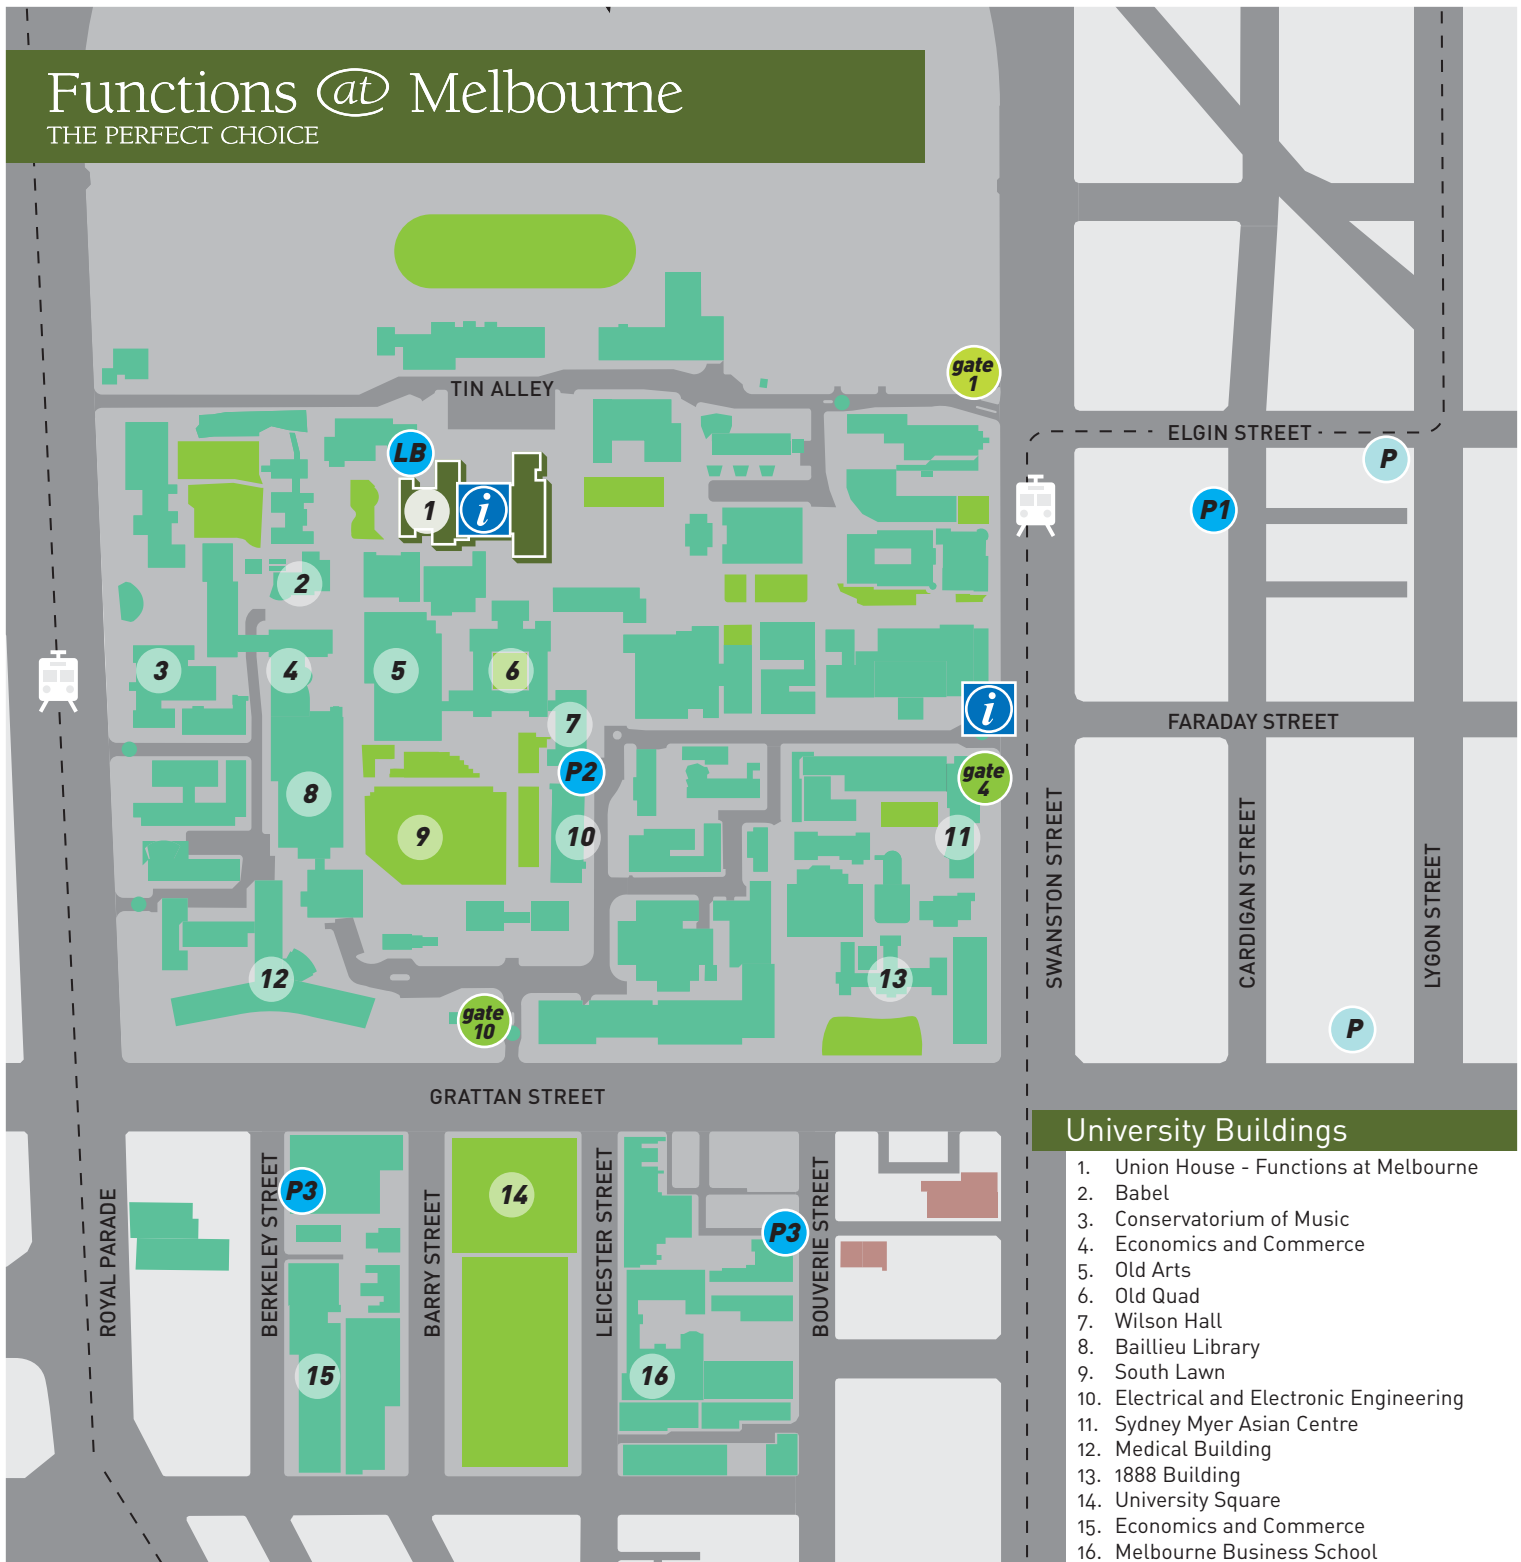 Functions at Melbourne
THE PERFECT CHOICE
gate
1
TIN ALLEY
ELGIN STREET
LB
P
1
i
P1
2
3
4
5
6
i
7
FARADAY STREET
P2
gate
4
8
9
10
11
SWANSTON STREET
CARDIGAN STREET
LYGON STREET
12
13
gate
10
P
GRATTAN STREET
ROYAL PARADE
BERKELEY STREET
P3
BARRY STREET
14
LEICESTER STREET
P3
BOUVERIE STREET
15
16
University Buildings
1. Union House - Functions at Melbourne
2. Babel
3. Conservatorium of Music
4. Economics and Commerce
5. Old Arts
6. Old Quad
7. Wilson Hall
8. Baillieu Library
9. South Lawn
10. Electrical and Electronic Engineering
11. Sydney Myer Asian Centre
12. Medical Building
13. 1888 Building
14. University Square
15. Economics and Commerce
16. Melbourne Business School